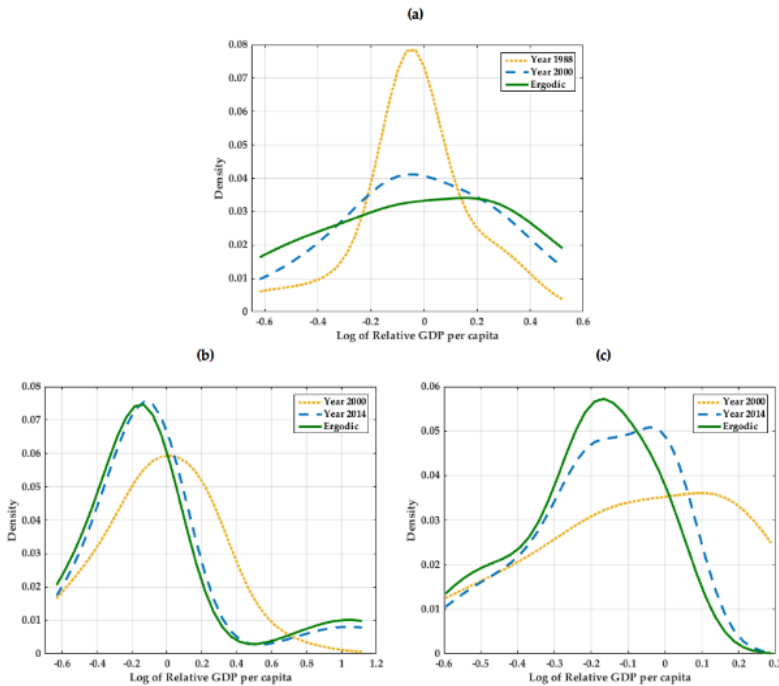 (a)
Year 1988
Year 2000
Ergodic
Density
0.08
0.07
0.06
0.05
0.04
0.03
0.02
0.01
0
-0.6 -0.4 -0.2 0 0.2 0.4 0.6
Log of Relative GDP per capita
(b)
Year 2000
Year 2014
Ergodic
Density
0.08
0.07
0.06
0.05
0.04
0.03
0.02
0.01
0
-0.6 -0.4 -0.2 0 0.2 0.4 0.6 0.8 1 1.2
Log of Relative GDP per capita
(c)
Year 2000
Year 2014
Ergodic
Density
0.06
0.05
0.04
0.03
0.02
0.01
0
-0.6 -0.5 -0.4 -0.3 -0.2 -0.1 0 0.1 0.2 0.3
Log of Relative GDP per capita